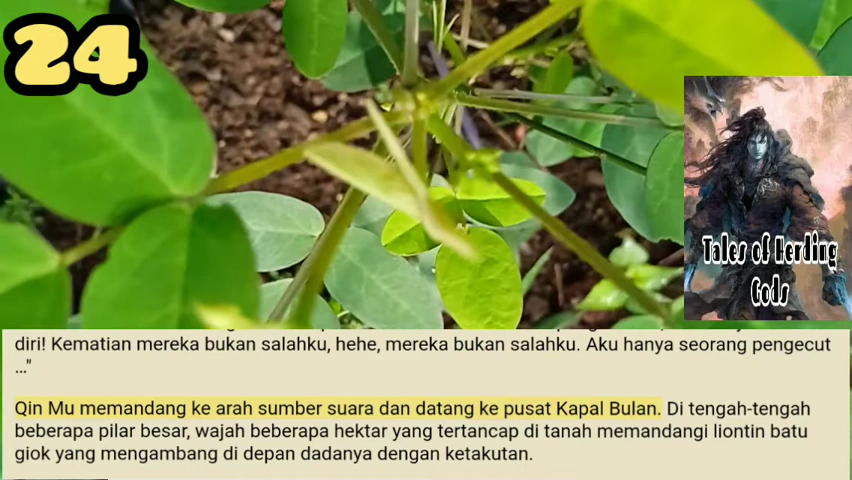 24
Tales of Herding
Gods
diri! Kematian mereka bukan salahku, hehe, mereka bukan salahku. Aku hanya seorang pengecut
..."
Qin Mu memandang ke arah sumber suara dan datang ke pusat Kapal Bulan. Di tengah-tengah
beberapa pilar besar, wajah beberapa hektar yang tertancap di tanah memandangi liontin batu
giok yang mengambang di depan dadanya dengan ketakutan.